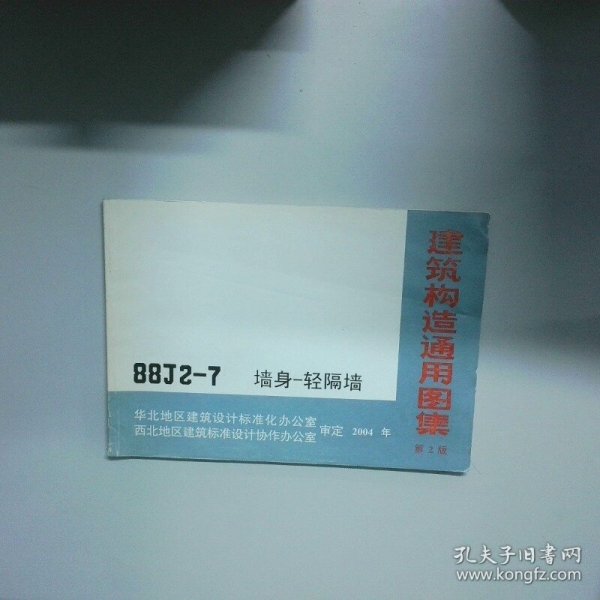 建筑构造通用图集
第2版
88J2-7 墙身-轻隔墙
华北地区建筑设计标准化办公室
西北地区建筑标准设计协作办公室
审定 2004 年
孔夫子旧书网
www.kongfz.com